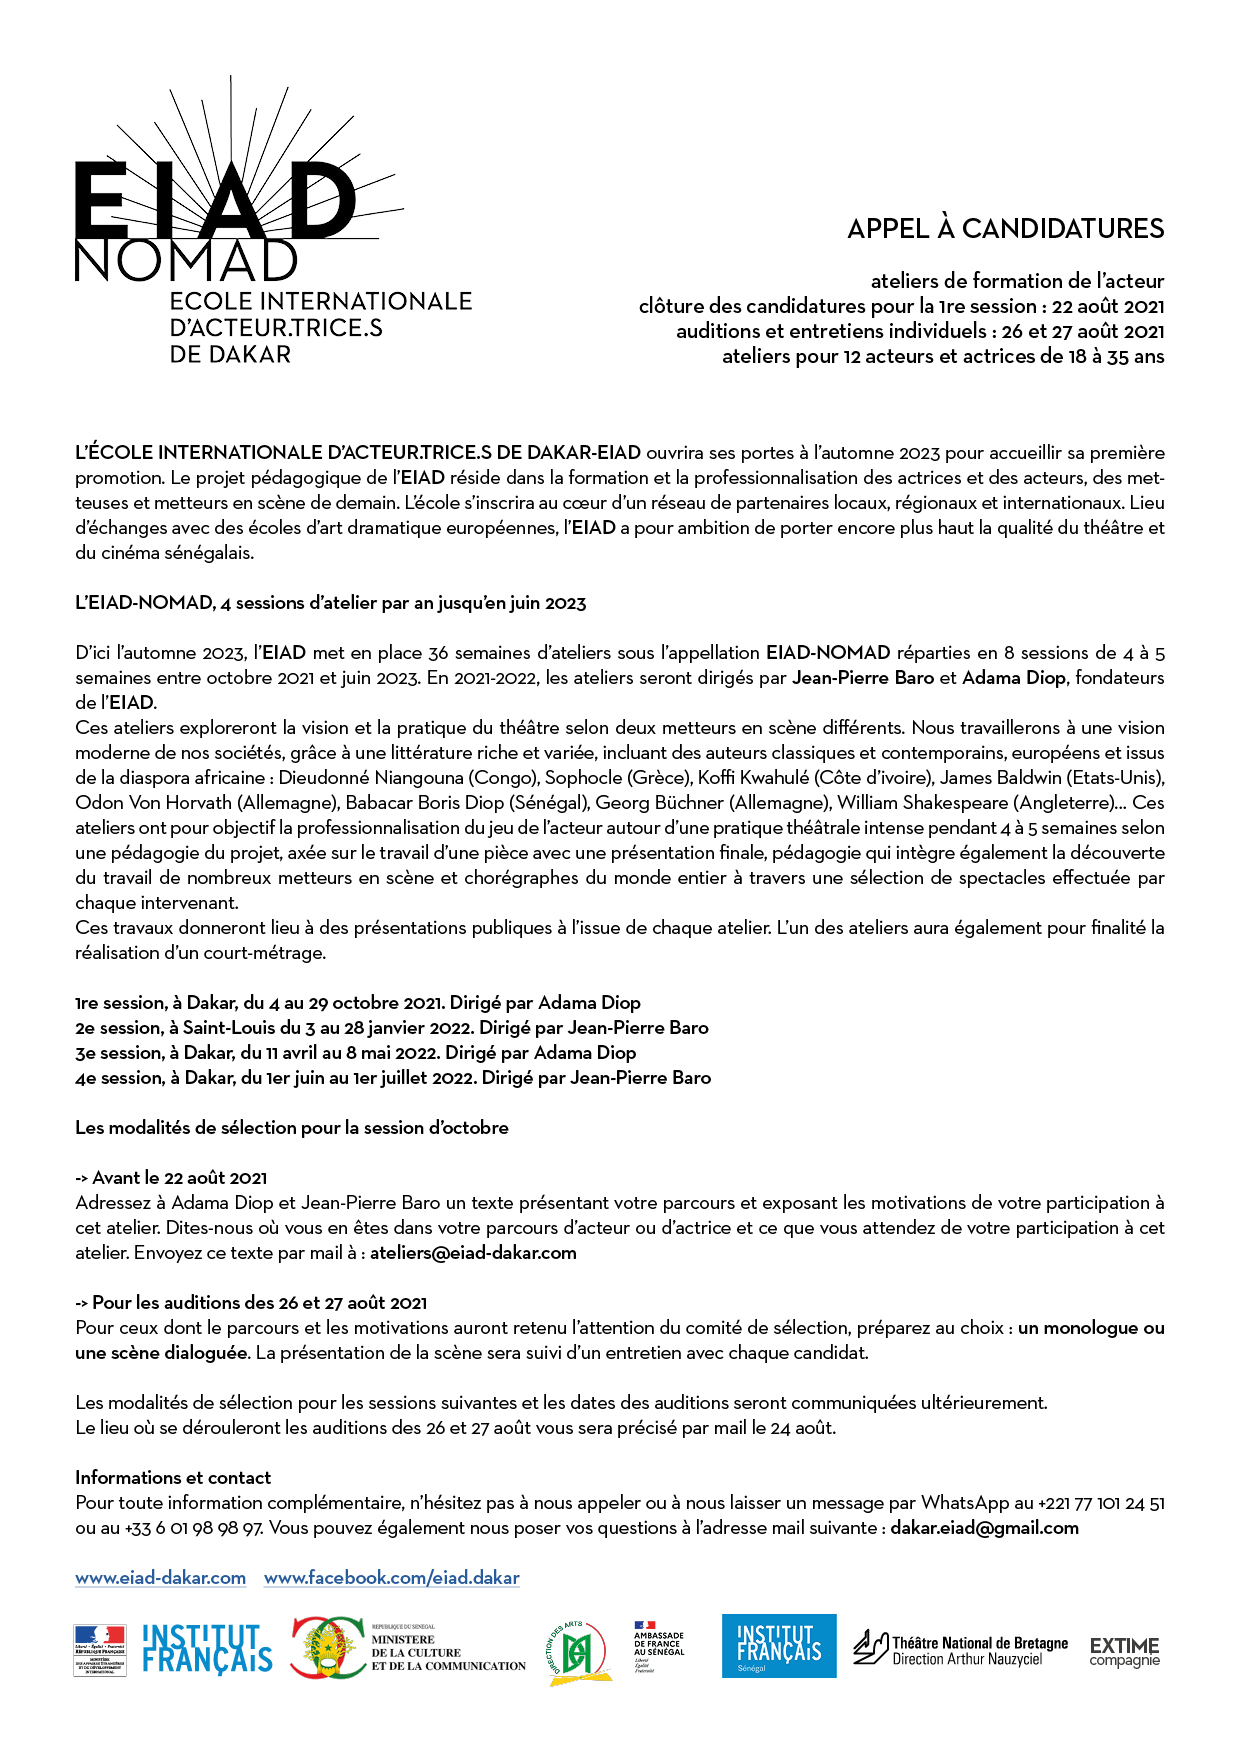 EIAD
NOMAD
ECOLE INTERNATIONALE
D'ACTEUR.TRICE.S
DE DAKAR
APPEL À CANDIDATURES
ateliers de formation de l'acteur
clôture des candidatures pour la 1re session : 22 août 2021
auditions et entretiens individuels : 26 et 27 août 2021
ateliers pour 12 acteurs et actrices de 18 à 35 ans
L'ÉCOLE INTERNATIONALE D'ACTEUR.TRICE.S DE DAKAR-EIAD ouvrira ses portes à l'automne 2023 pour accueillir sa première
promotion. Le projet pédagogique de l'EIAD réside dans la formation et la professionnalisation des actrices et des acteurs, des met-
teuses et metteurs en scène de demain. L'école s'inscrira au cœur d'un réseau de partenaires locaux, régionaux et internationaux. Lieu
d'échanges avec des écoles d'art dramatique européennes, l'EIAD a pour ambition de porter encore plus haut la qualité du théâtre et
du cinéma sénégalais.
L'EIAD-NOMAD, 4 sessions d'atelier par an jusqu'en juin 2023
D'ici l'automne 2023, l'EIAD met en place 36 semaines d'ateliers sous l'appellation EIAD-NOMAD réparties en 8 sessions de 4 à 5
semaines entre octobre 2021 et juin 2023. En 2021-2022, les ateliers seront dirigés par Jean-Pierre Baro et Adama Diop, fondateurs
de l'EIAD.
Ces ateliers exploreront la vision et la pratique du théâtre selon deux metteurs en scène différents. Nous travaillerons à une vision
moderne de nos sociétés, grâce à une littérature riche et variée, incluant des auteurs classiques et contemporains, européens et issus
de la diaspora africaine : Dieudonné Niangouna (Congo), Sophocle (Grèce), Koffi Kwahulé (Côte d'ivoire), James Baldwin (Etats-Unis),
Odon Von Horvath (Allemagne), Babacar Boris Diop (Sénégal), Georg Büchner (Allemagne), William Shakespeare (Angleterre)... Ces
ateliers ont pour objectif la professionnalisation du jeu de l'acteur autour d'une pratique théâtrale intense pendant 4 à 5 semaines selon
une pédagogie du projet, axée sur le travail d'une pièce avec une présentation finale, pédagogie qui intègre également la découverte
du travail de nombreux metteurs en scène et chorégraphes du monde entier à travers une sélection de spectacles effectuée par
chaque intervenant.
Ces travaux donneront lieu à des présentations publiques à l'issue de chaque atelier. L'un des ateliers aura également pour finalité la
réalisation d'un court-métrage.
1re session, à Dakar, du 4 au 29 octobre 2021. Dirigé par Adama Diop
2e session, à Saint-Louis du 3 au 28 janvier 2022. Dirigé par Jean-Pierre Baro
3e session, à Dakar, du 11 avril au 8 mai 2022. Dirigé par Adama Diop
4e session, à Dakar, du 1er juin au 1er juillet 2022. Dirigé par Jean-Pierre Baro
Les modalités de sélection pour la session d'octobre
-> Avant le 22 août 2021
Adressez à Adama Diop et Jean-Pierre Baro un texte présentant votre parcours et exposant les motivations de votre participation à
cet atelier. Dites-nous où vous en êtes dans votre parcours d'acteur ou d'actrice et ce que vous attendez de votre participation à cet
atelier. Envoyez ce texte par mail à : ateliers@eiad-dakar.com
-> Pour les auditions des 26 et 27 août 2021
Pour ceux dont le parcours et les motivations auront retenu l'attention du comité de sélection, préparez au choix : un monologue ou
une scène dialoguée. La présentation de la scène sera suivi d'un entretien avec chaque candidat.
Les modalités de sélection pour les sessions suivantes et les dates des auditions seront communiquées ultérieurement.
Le lieu où se dérouleront les auditions des 26 et 27 août vous sera précisé par mail le 24 août.
Informations et contact
Pour toute information complémentaire, n'hésitez pas à nous appeler ou à nous laisser un message par WhatsApp au +221 77 101 24 51
ou au +33 6 01 98 98 97. Vous pouvez également nous poser vos questions à l'adresse mail suivante : dakar.eiad@gmail.com
www.eiad-dakar.com www.facebook.com/eiad.dakar
Liberté • Égalité • Fraternité
RÉPUBLIQUE FRANÇAISE
MINISTÈRE
DES AFFAIRES ÉTRANGÈRES
ET DU DÉVELOPPEMENT
INTERNATIONAL
INSTITUT
FRANÇAIS
REPUBLIQUE DU SENEGAL
MINISTERE
DE LA CULTURE
ET DE LA COMMUNICATION
DIRECTION DES ARTS
AMBASSADE
DE FRANCE
AU SÉNÉGAL
Liberté
Égalité
Fraternité
INSTITUT
FRANÇAIS
Sénégal
Théâtre National de Bretagne
Direction Arthur Nauzyciel
EXTIME
compagnie